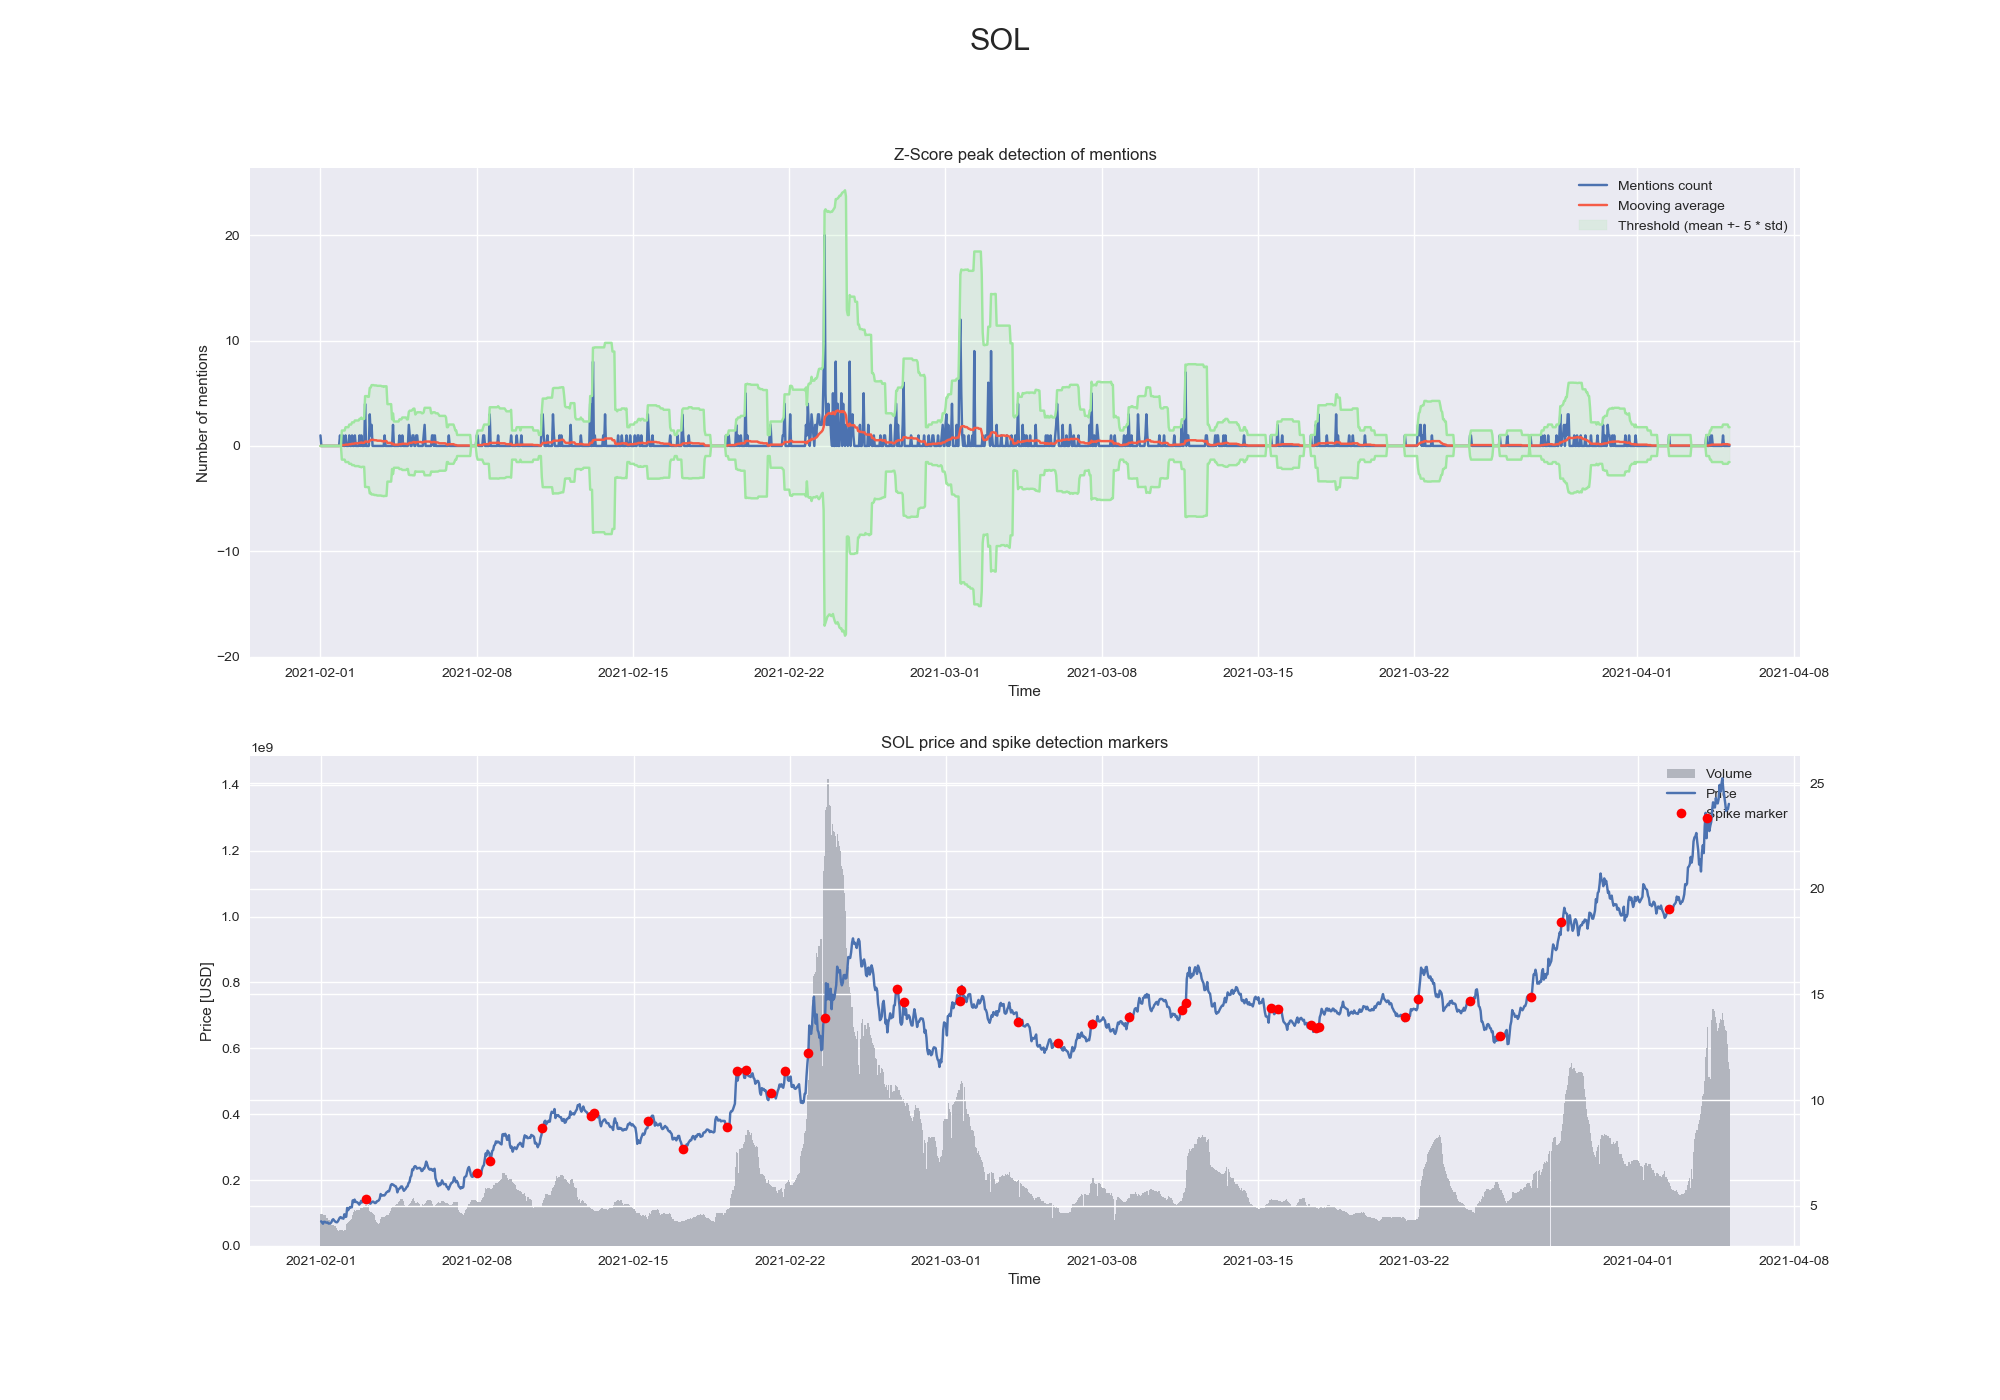 SOL
Z-Score peak detection of mentions
Mentions count
Mooving average
Threshold (mean +- 5 * std)
Number of mentions
20
10
0
−10
−20
2021-02-01 2021-02-08 2021-02-15 2021-02-22 2021-03-01 2021-03-08 2021-03-15 2021-03-22 2021-04-01 2021-04-08
Time
SOL price and spike detection markers
1e9
Volume
Price
Spike marker
Price [USD]
1.4
1.2
1.0
0.8
0.6
0.4
0.2
0.0
25
20
15
10
5
2021-02-01 2021-02-08 2021-02-15 2021-02-22 2021-03-01 2021-03-08 2021-03-15 2021-03-22 2021-04-01 2021-04-08
Time